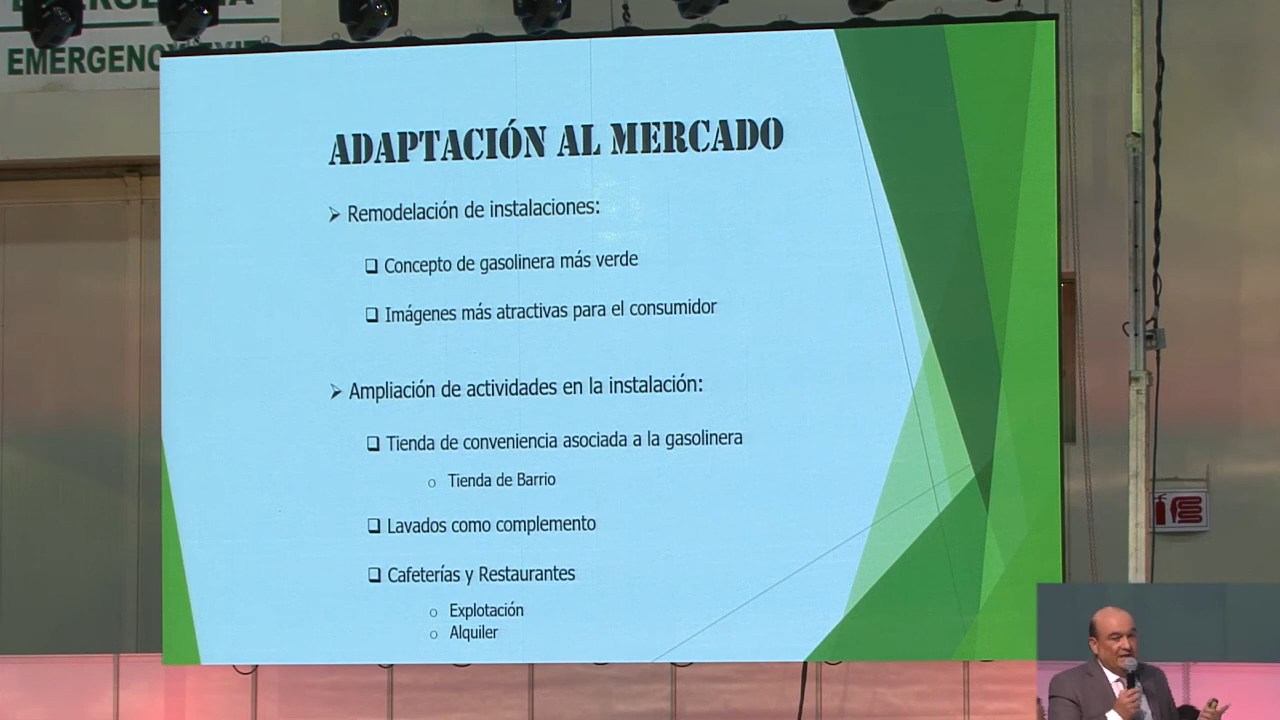 EMERGENCY EXIT
ADAPTACIÓN AL MERCADO
Remodelación de instalaciones:
Concepto de gasolinera más verde
Imágenes más atractivas para el consumidor
Ampliación de actividades en la instalación:
Tienda de conveniencia asociada a la gasolinera
o Tienda de Barrio
Lavados como complemento
Cafeterías y Restaurantes
o Explotación
o Alquiler